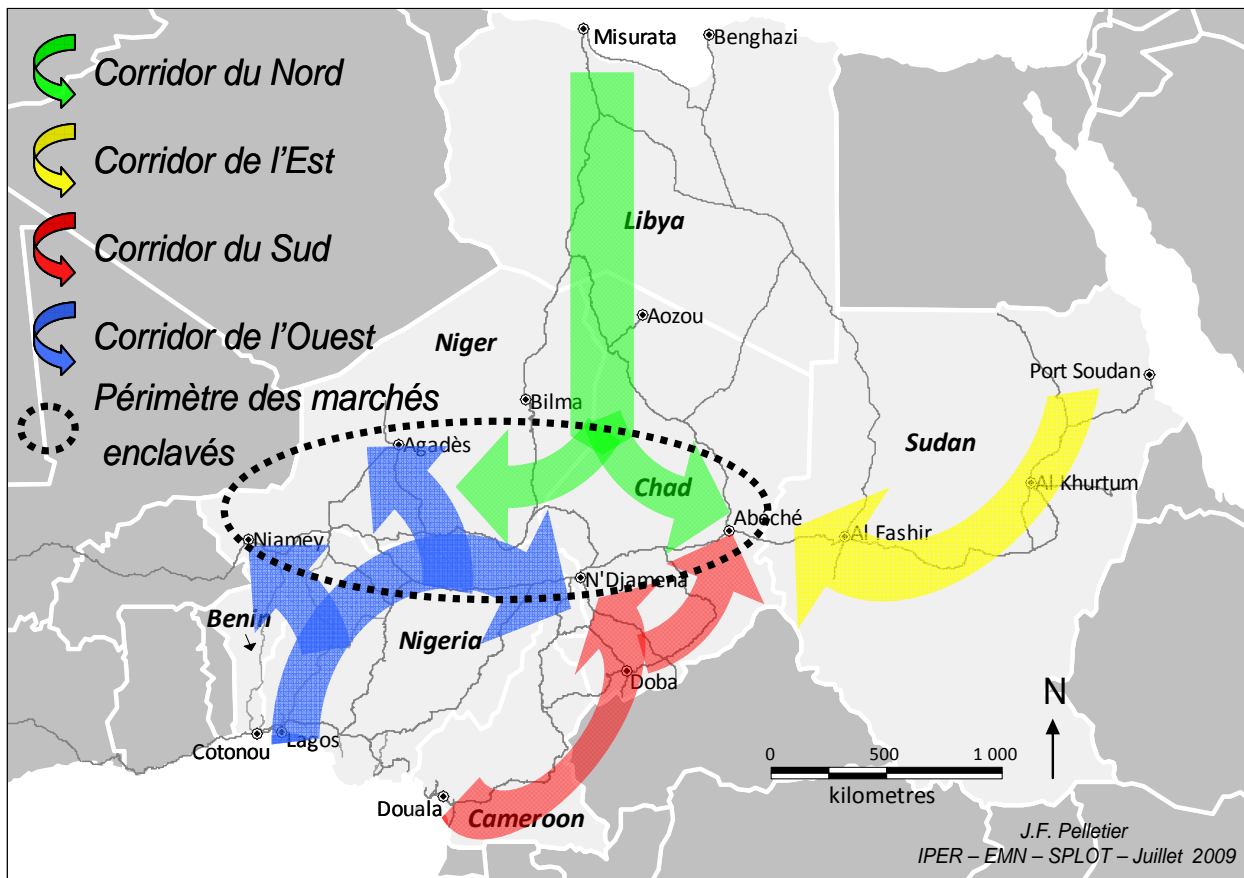 Misurata
Benghazi
Corridor du Nord
Corridor de l’Est
Libya
Corridor du Sud
Aozou
Corridor de l’Ouest
Niger
Port Soudan
Périmètre des marchés
enclavés
Bilma
Agadès
Sudan
Chad
Al Khurtum
Abéché
Al Fashir
Niamey
N'Djamena
Benin
Nigeria
Doba
N
Cotonou
Lagos
0 500 1 000
kilometres
Douala
Cameroon
J.F. Pelletier
IPER – EMN – SPLOT – Juillet 2009